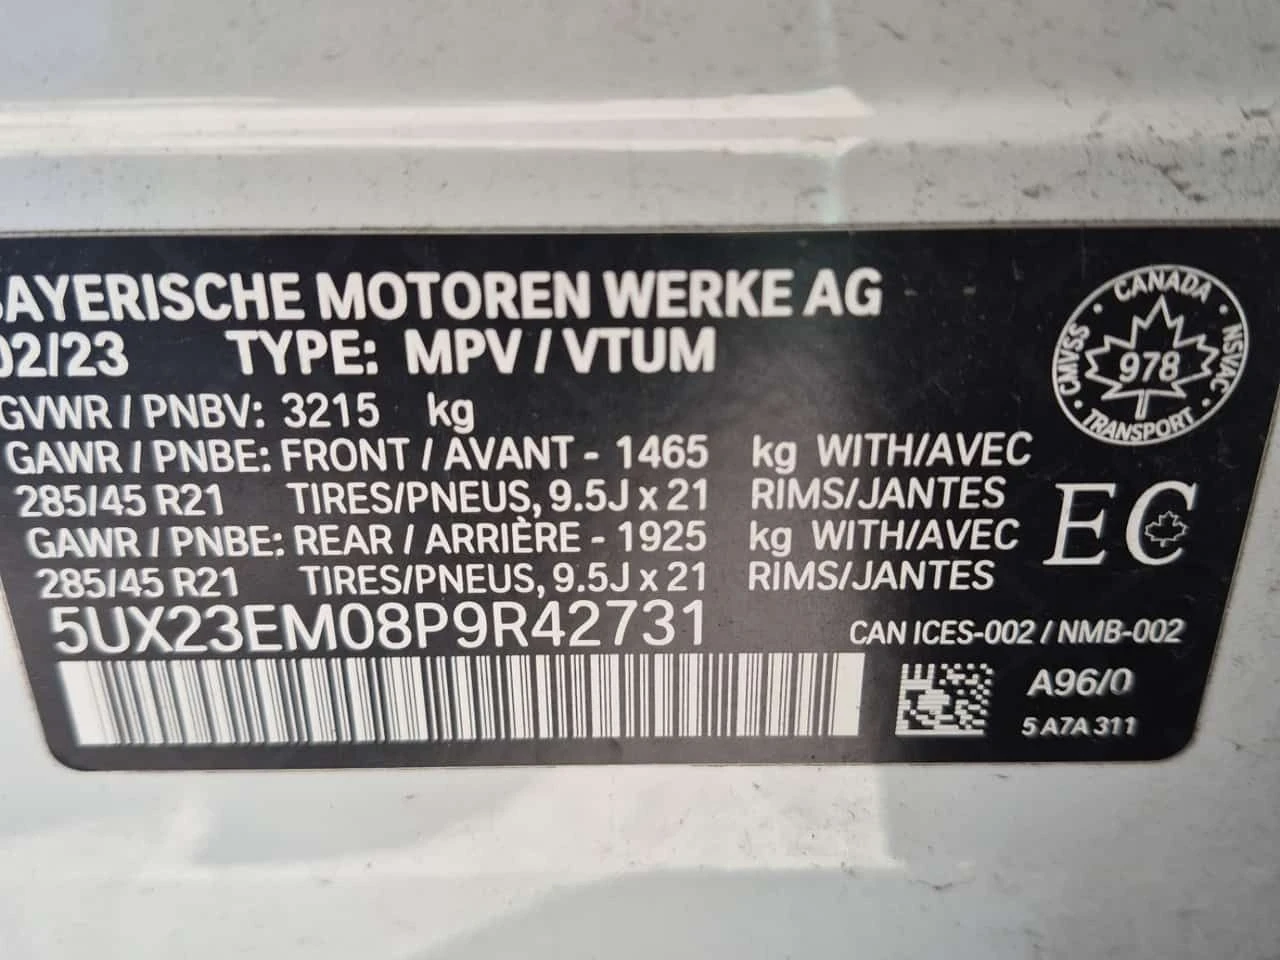 BAYERISCHE MOTOREN WERKE AG
02/23 TYPE: MPV / VTUM
GVWR / PNBV: 3215 kg
GAWR / PNBE: FRONT / AVANT - 1465 kg WITH/AVEC
285/45 R21 TIRES/PNEUS, 9.5J x 21 RIMS/JANTES
GAWR / PNBE: REAR / ARRIÈRE - 1925 kg WITH/AVEC
285/45 R21 TIRES/PNEUS, 9.5J x 21 RIMS/JANTES
5UX23EM08P9R42731
CANADA
CMVSS · NSVAC
978
TRANSPORT
EC
CAN ICES-002 / NMB-002
A96/0
5 A7A 311